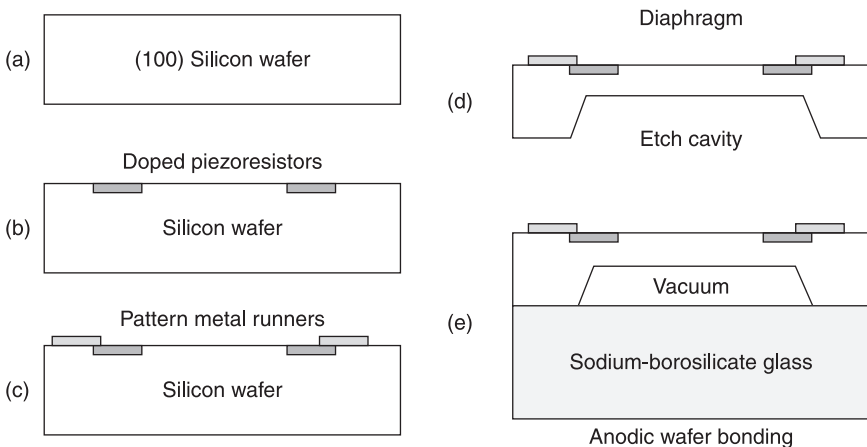 (a)
(100) Silicon wafer
Doped piezoresistors
(b)
Silicon wafer
Pattern metal runners
(c)
Silicon wafer
Diaphragm
(d)
Etch cavity
Vacuum
(e)
Sodium-borosilicate glass
Anodic wafer bonding